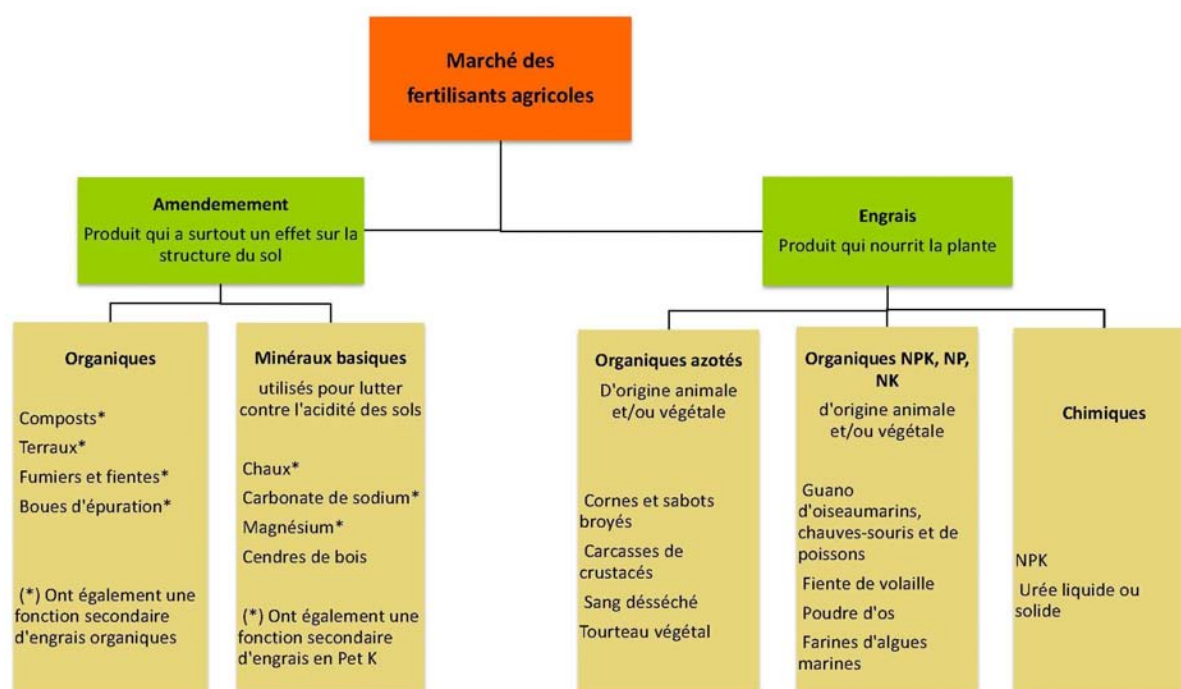 Marché des
fertilisants agricoles
Amendemement
Produit qui a surtout un effet sur la
structure du sol
Engrais
Produit qui nourrit la plante
Organiques
Composts*
Terraux*
Fumiers et fientes*
Boues d'épuration*
(*) Ont également une
fonction secondaire
d'engrais organiques
Minéraux basiques
utilisés pour lutter
contre l'acidité des sols
Chaux*
Carbonate de sodium*
Magnésium*
Cendres de bois
(*) Ont également une
fonction secondaire
d'engrais en Pet K
Organiques azotés
D'origine animale
et/ou végétale
Cornes et sabots
broyés
Carcasses de
crustacés
Sang désséché
Tourteau végétal
Organiques NPK, NP,
NK
d'origine animale
et/ou végétale
Guano
d'oiseaumarins,
chauves-souris et de
poissons
Fiente de volaille
Poudre d'os
Farines d'algues
marines
Chimiques
NPK
Urée liquide ou
solide